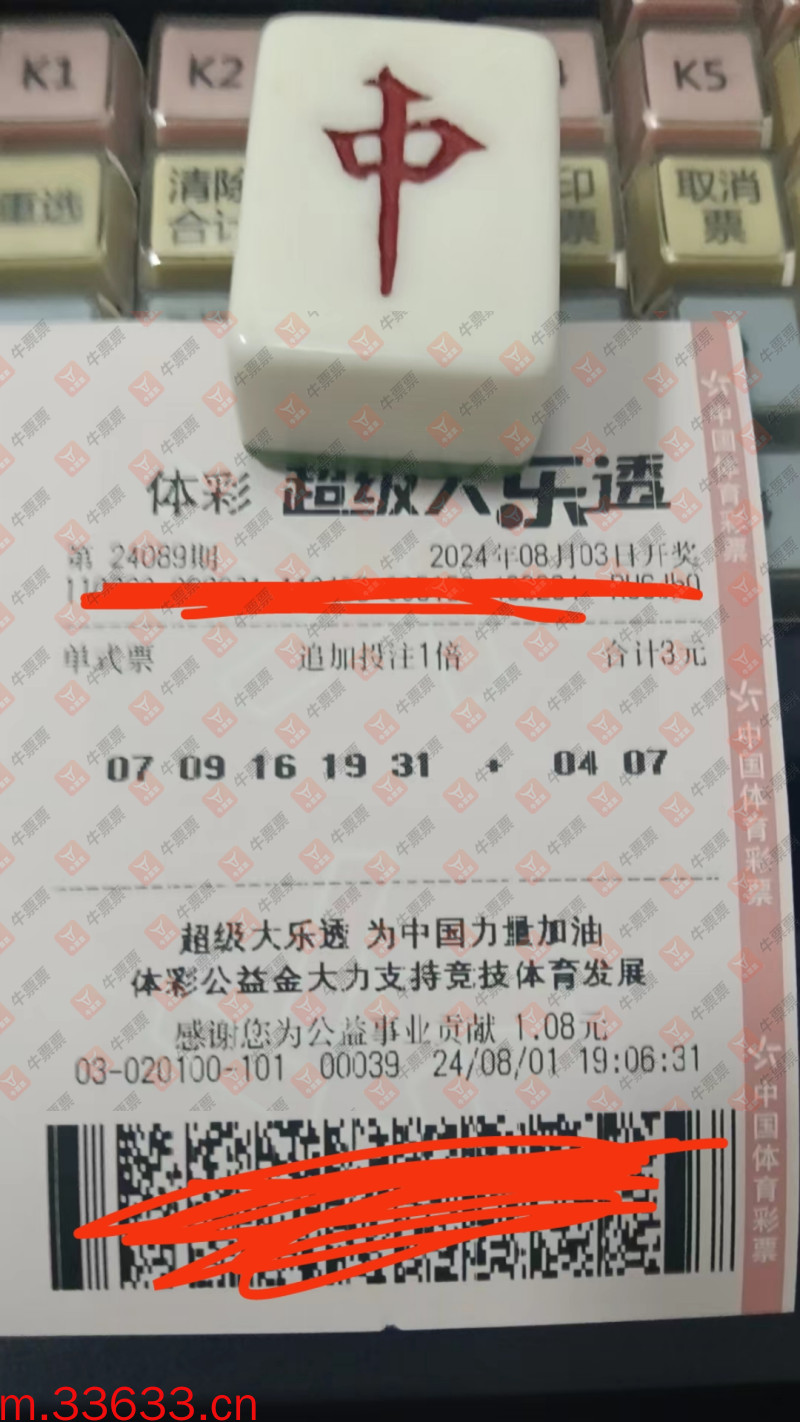 K1 K2 K5
重选 清除 取消
合计 票
中
体彩 超级大乐透
第 24089期 2024年08月03日开奖
单式票 追加投注1倍 合计3元
07 09 16 19 31 + 04 07
超级大乐透 为中国力量加油
体彩公益金大力支持竞技体育发展
感谢您为公益事业贡献 1.08元
03-020100-101 00039 24/08/01 19:06:31
中国体育彩票
中国体育彩票
中国体育彩票
牛票票
m.33633.cn